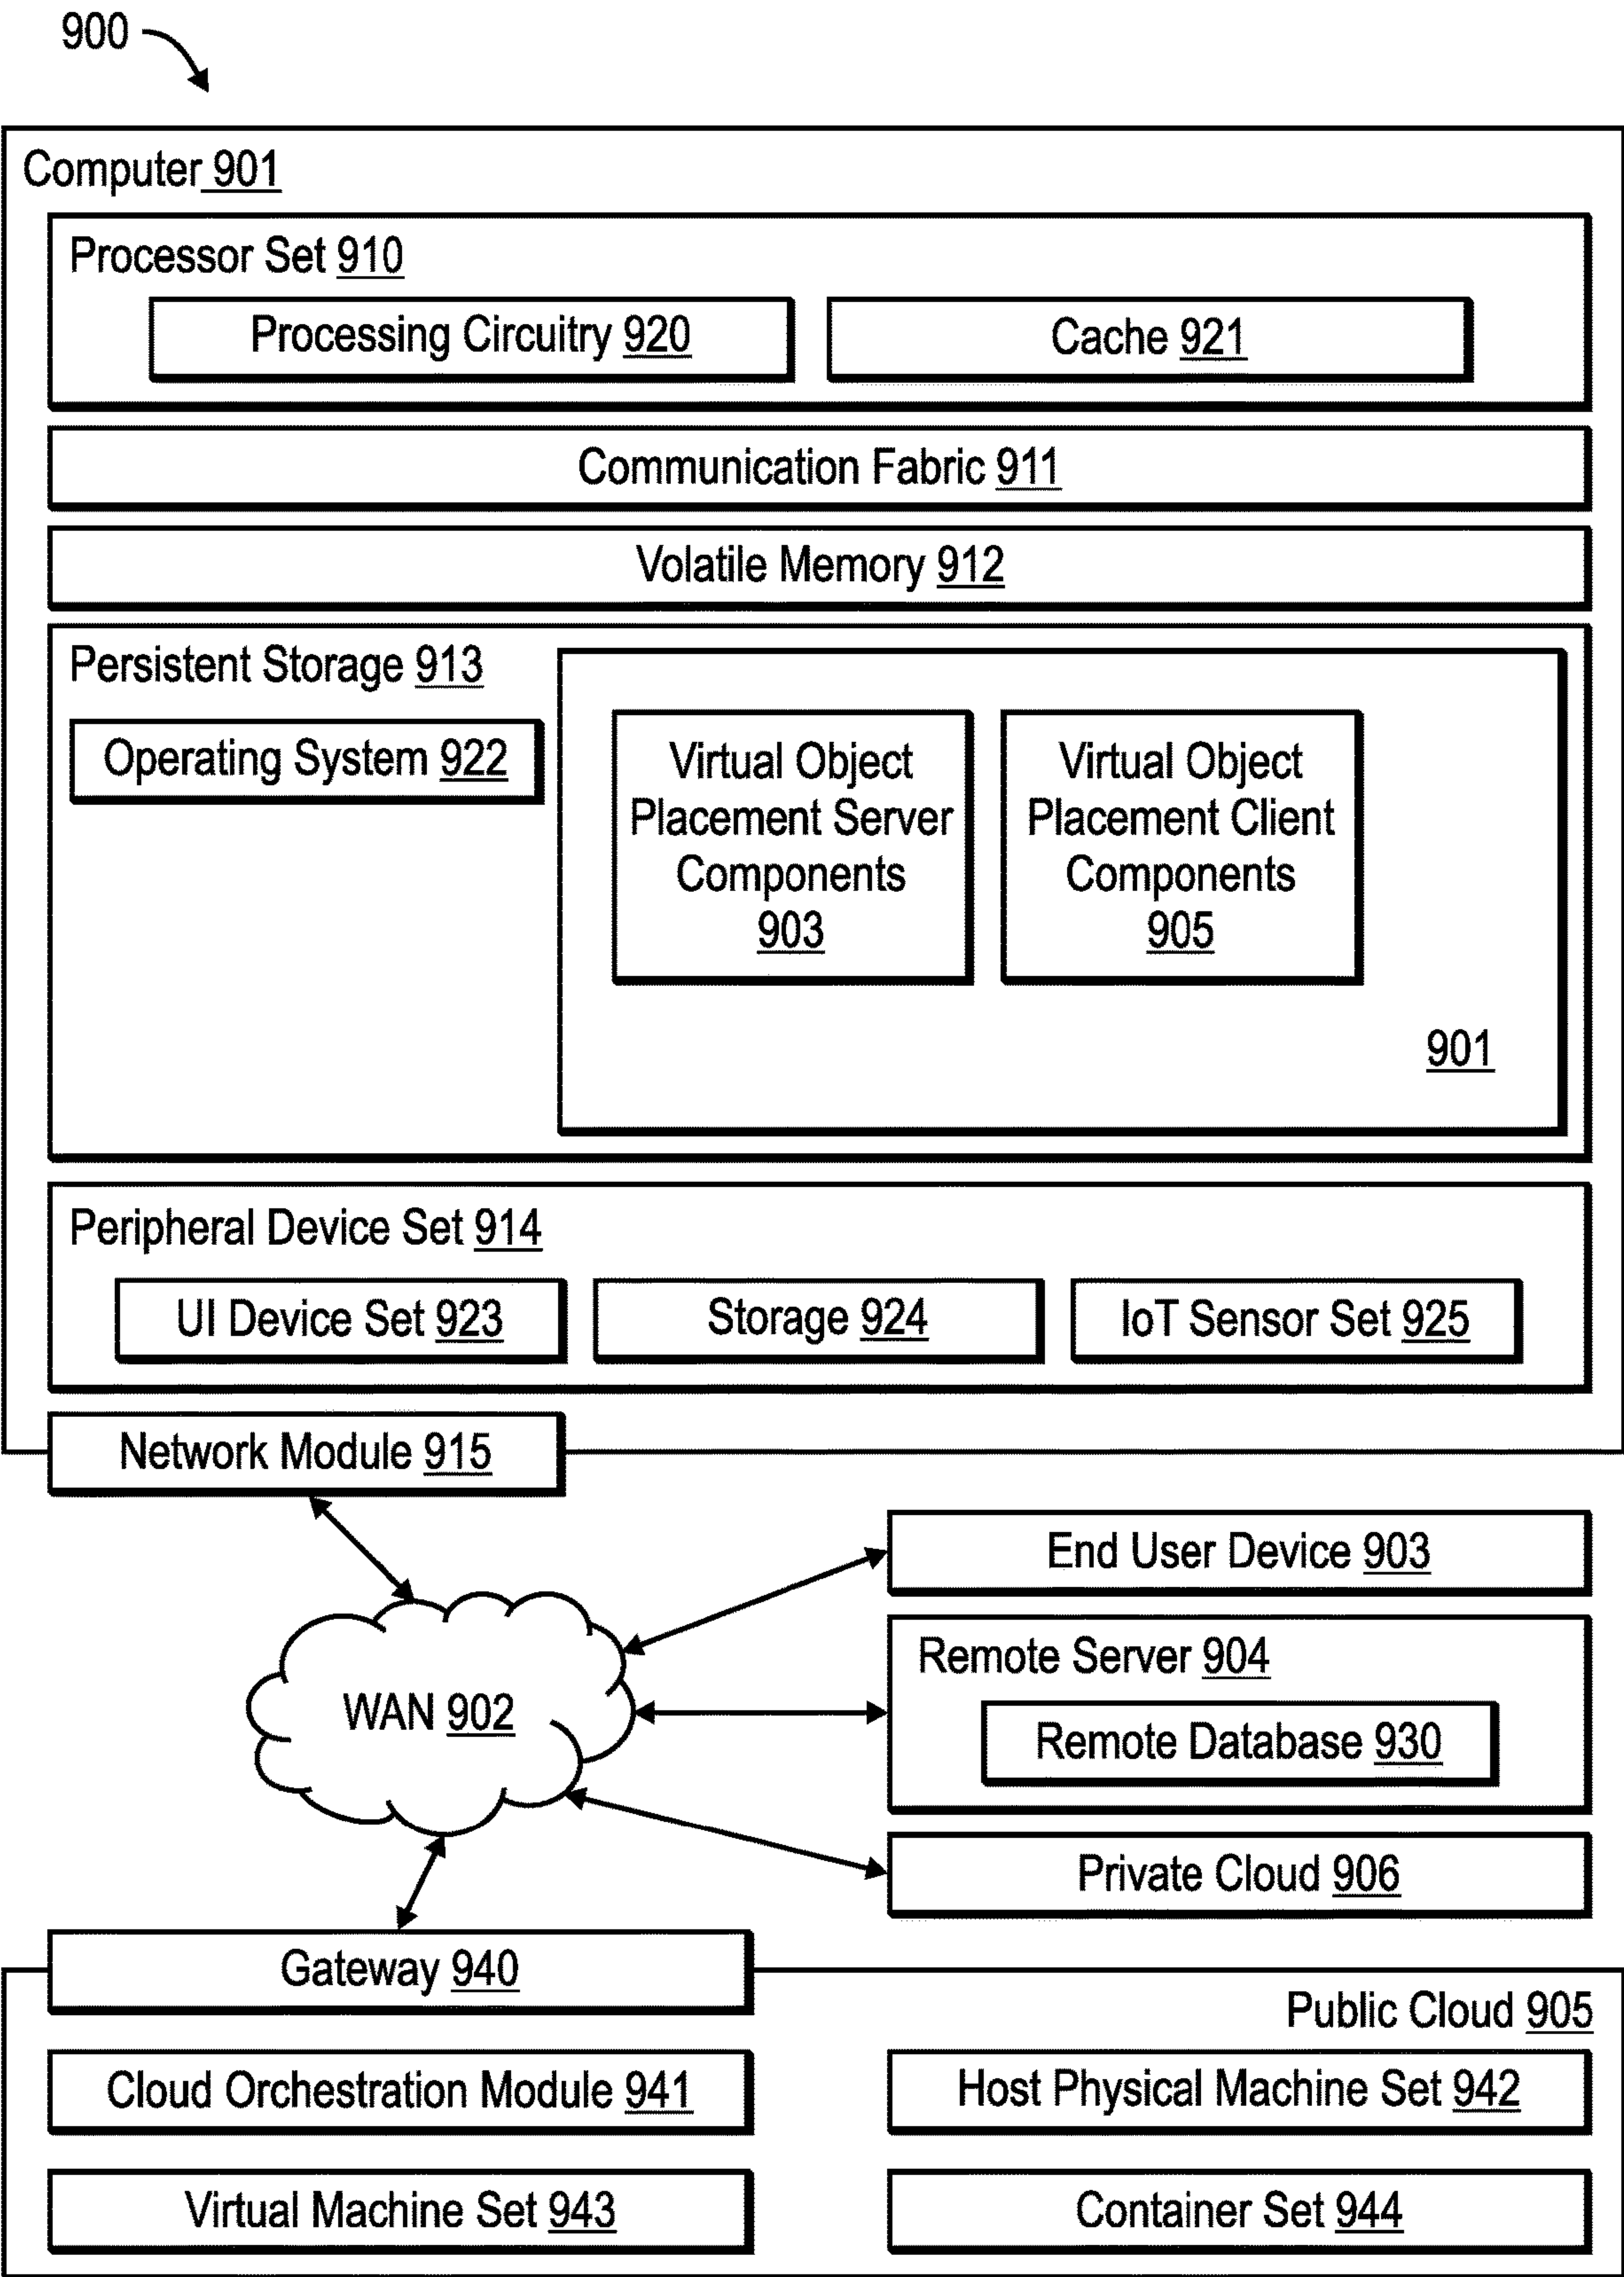 900
Computer 901
Processor Set 910
Processing Circuitry 920
Cache 921
Communication Fabric 911
Volatile Memory 912
Persistent Storage 913
Operating System 922
Virtual Object
Placement Server
Components
903
Virtual Object
Placement Client
Components
905
901
Peripheral Device Set 914
UI Device Set 923
Storage 924
IoT Sensor Set 925
Network Module 915
End User Device 903
Remote Server 904
WAN 902
Remote Database 930
Private Cloud 906
Gateway 940
Public Cloud 905
Cloud Orchestration Module 941
Host Physical Machine Set 942
Virtual Machine Set 943
Container Set 944